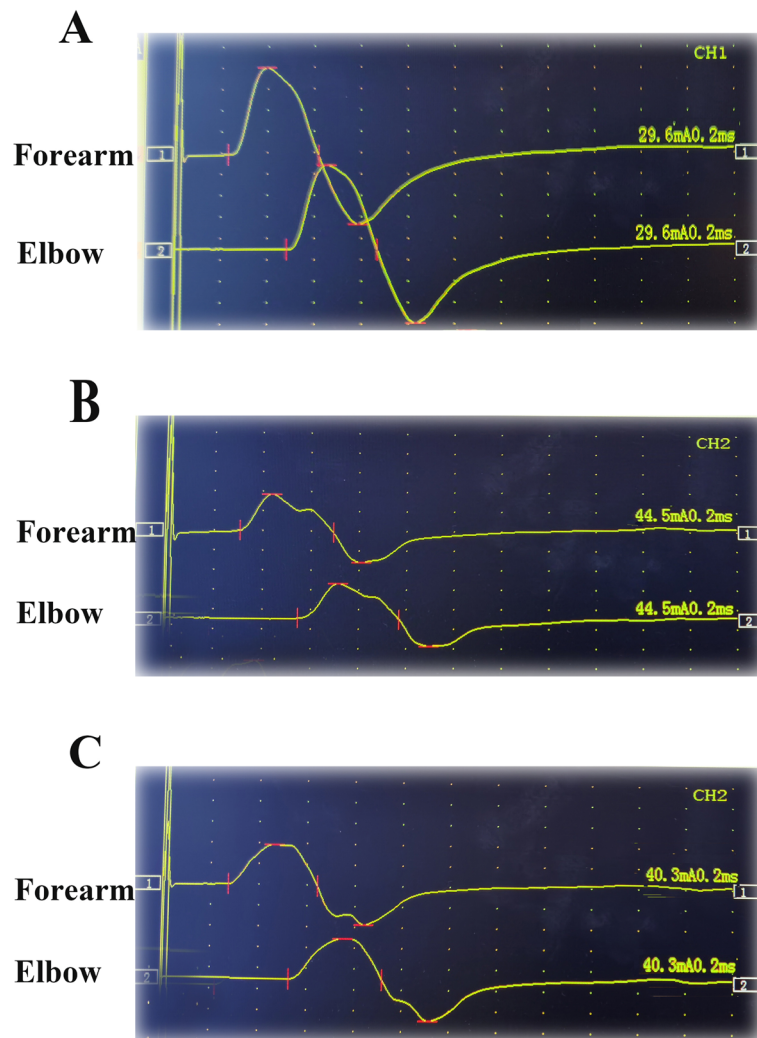 A
CH1
Forearm
1
29.6mA0.2ms
1
Elbow
2
29.6mA0.2ms
2
B
CH2
Forearm
1
44.5mA0.2ms
1
Elbow
2
44.5mA0.2ms
2
C
CH2
Forearm
1
40.3mA0.2ms
1
Elbow
2
40.3mA0.2ms
2